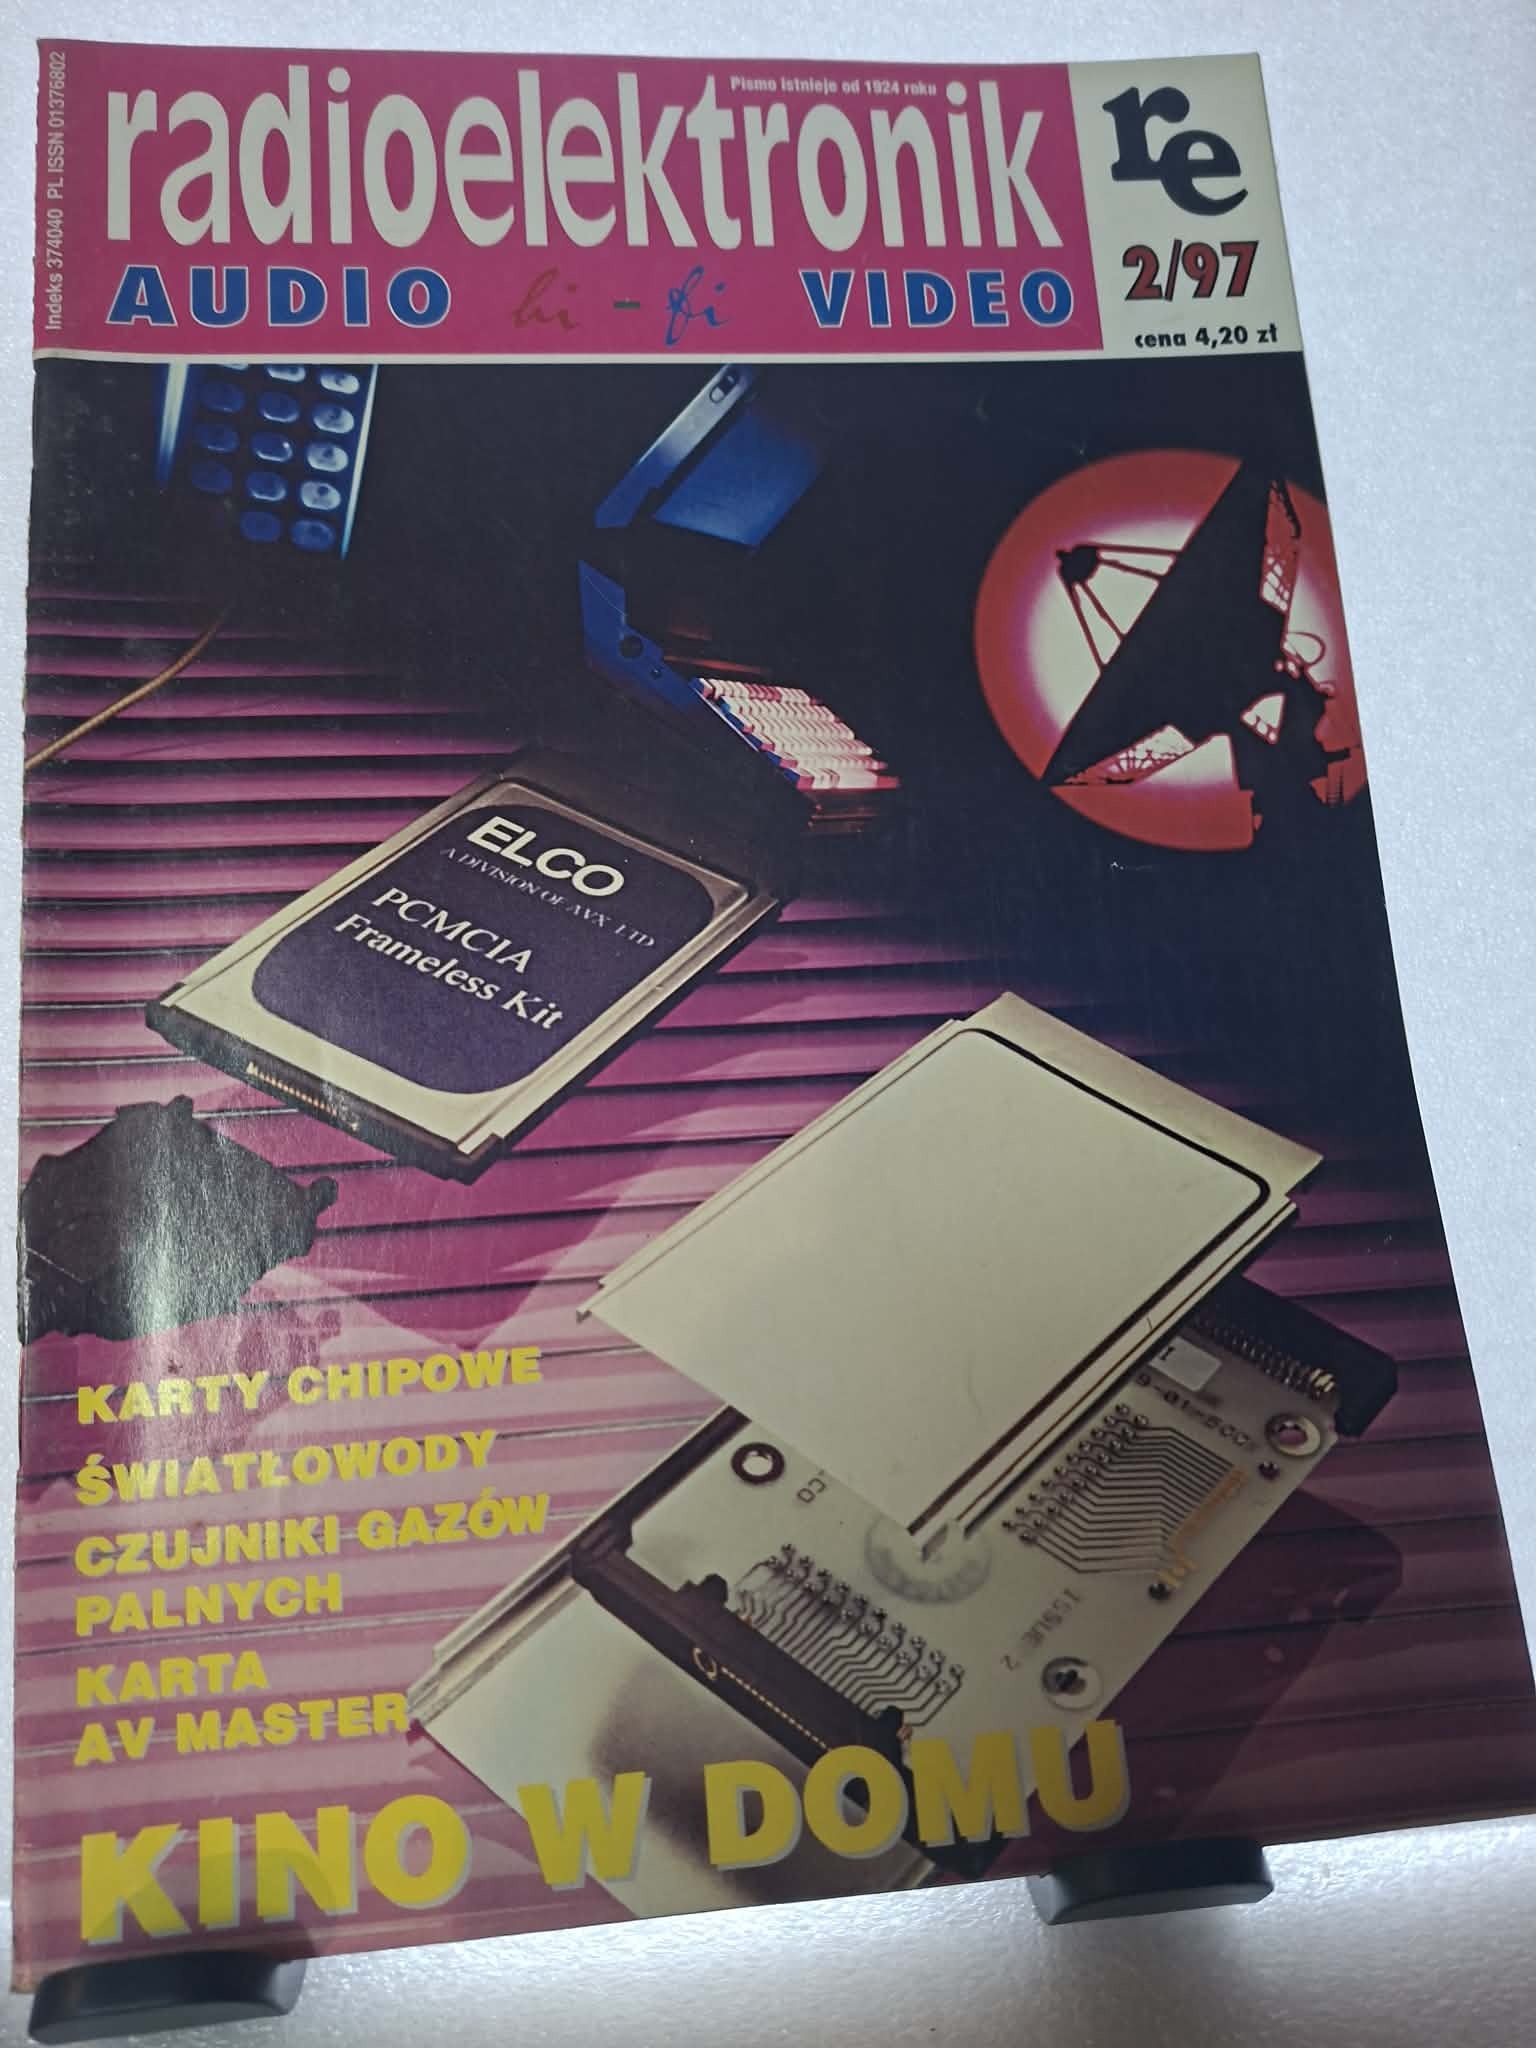 Indeks 374040 PL ISSN 01376802
Pismo istnieje od 1924 roku
radioelektronik
AUDIO hi-fi VIDEO
re
2/97
cena 4,20 zł
ELCO
A DIVISION OF AVX LTD
PCMCIA
Frameless Kit
KARTY CHIPOWE
ŚWIATŁOWODY
CZUJNIKI GAZÓW
PALNYCH
KARTA
AV MASTER
KINO W DOMU
ISSUE 2